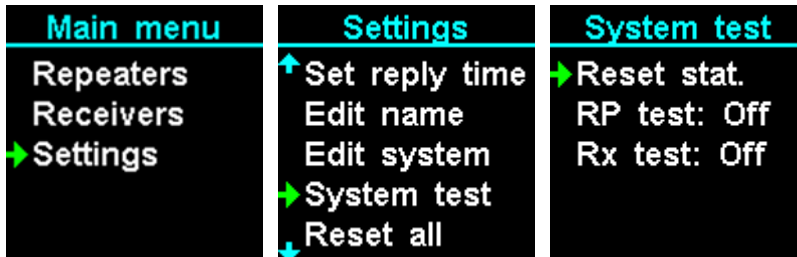 Main menu
Repeaters
Receivers
Settings
Settings
Set reply time
Edit name
Edit system
System test
Reset all
System test
Reset stat.
RP test: Off
Rx test: Off